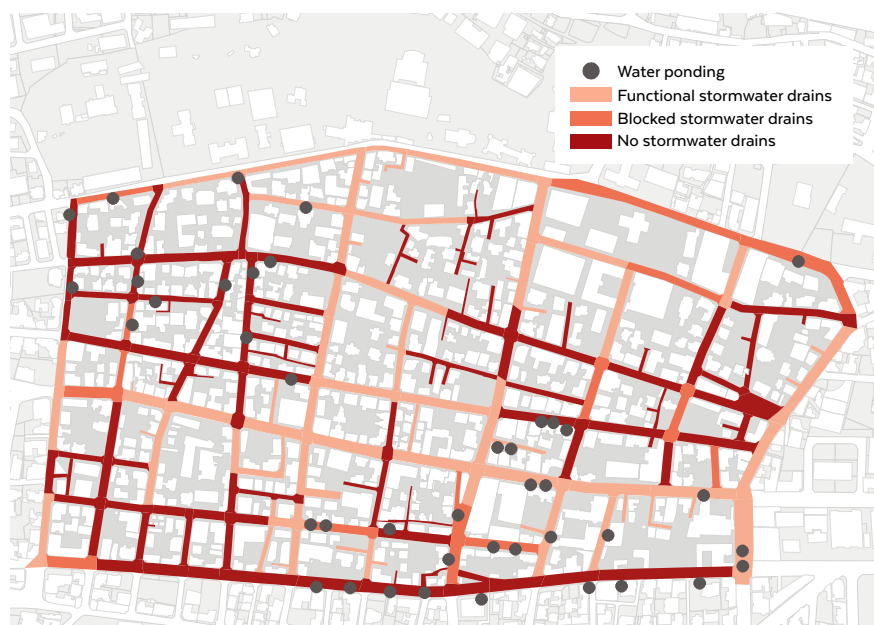 Water ponding
Functional stormwater drains
Blocked stormwater drains
No stormwater drains